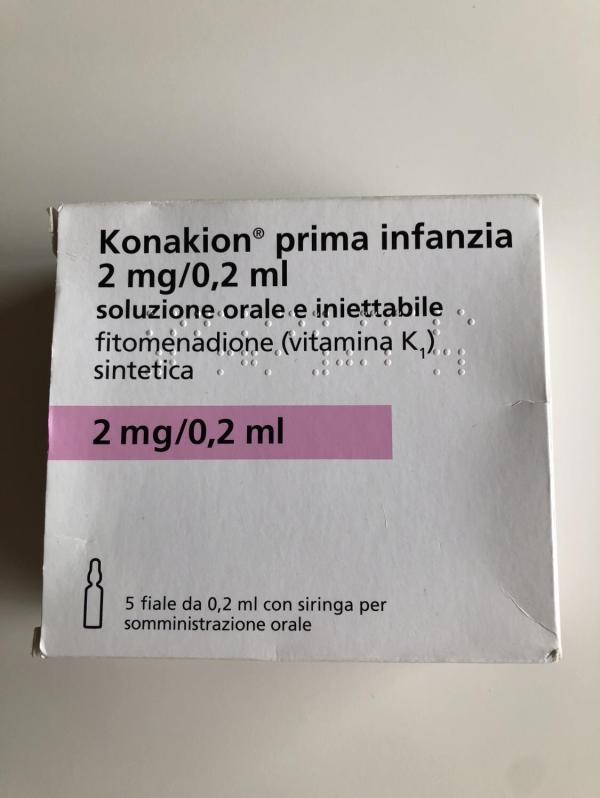 Konakion® prima infanzia
2 mg/0,2 ml
soluzione orale e iniettabile
fitomenadione (vitamina K₁)
sintetica
2 mg/0,2 ml
5 fiale da 0,2 ml con siringa per
somministrazione orale